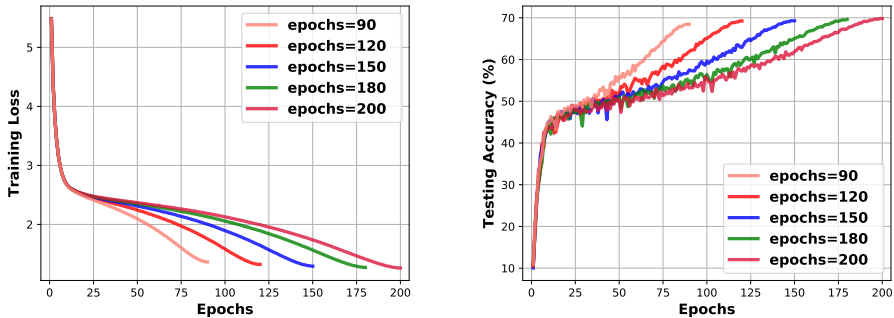 5
4
3
2
Training Loss
0 25 50 75 100 125 150 175 200
Epochs
epochs=90
epochs=120
epochs=150
epochs=180
epochs=200
70
60
50
40
30
20
10
Testing Accuracy (%)
0 25 50 75 100 125 150 175 200
Epochs
epochs=90
epochs=120
epochs=150
epochs=180
epochs=200